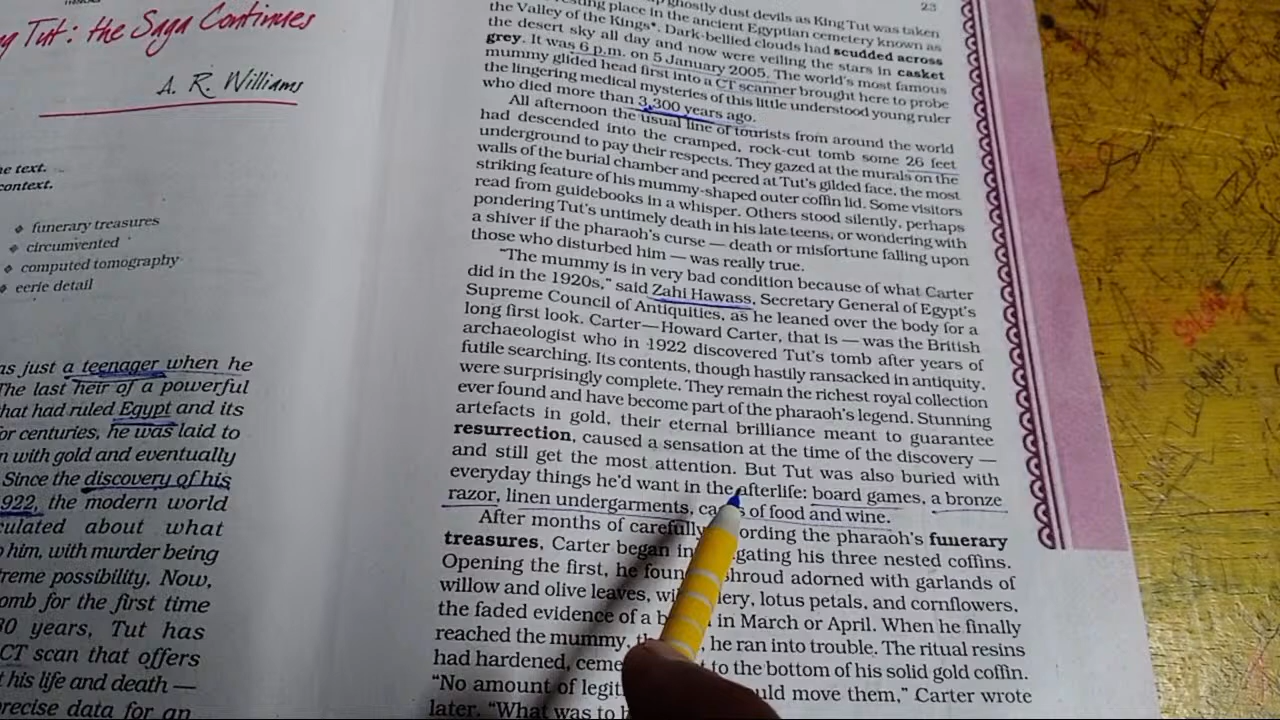 ng Tut: the Saga Continues
A. R. Williams
text.
context.
funerary treasures
circumvented
computed tomography
eerie detail
just a teenager when he
The last heir of a powerful
that had ruled Egypt and its
for centuries, he was laid to
with gold and eventually
Since the discovery of his
1922, the modern world
about what
him, with murder being
possibility. Now,
for the first time
years, Tut has
CT scan that offers
his life and death —
data for an
23
ghostly dust devils as King Tut was taken
resting place in the ancient Egyptian cemetery known as
the Valley of the Kings*. Dark-bellied clouds had scudded across
the desert sky all day and now were veiling the stars in casket
grey. It was 6 p.m. on 5 January 2005. The world's most famous
mummy glided head first into a CT scanner brought here to probe
the lingering medical mysteries of this little understood young ruler
who died more than 3,300 years ago.
All afternoon the usual line of tourists from around the world
had descended into the cramped, rock-cut tomb some 26 feet
underground to pay their respects. They gazed at the murals on the
walls of the burial chamber and peered at Tut's gilded face, the most
striking feature of his mummy-shaped outer coffin lid. Some visitors
read from guidebooks in a whisper. Others stood silently, perhaps
pondering Tut's untimely death in his late teens, or wondering with
a shiver if the pharaoh's curse — death or misfortune falling upon
those who disturbed him — was really true.
"The mummy is in very bad condition because of what Carter
did in the 1920s," said Zahi Hawass, Secretary General of Egypt's
Supreme Council of Antiquities, as he leaned over the body for a
long first look. Carter—Howard Carter, that is — was the British
archaeologist who in 1922 discovered Tut's tomb after years of
futile searching. Its contents, though hastily ransacked in antiquity,
were surprisingly complete. They remain the richest royal collection
ever found and have become part of the pharaoh's legend. Stunning
artefacts in gold, their eternal brilliance meant to guarantee
resurrection, caused a sensation at the time of the discovery —
and still get the most attention. But Tut was also buried with
everyday things he'd want in the afterlife: board games, a bronze
razor, linen undergarments, of food and wine.
After months of carefully the pharaoh's funerary
treasures, Carter began his three nested coffins.
Opening the first, he shroud adorned with garlands of
willow and olive leaves, lotus petals, and cornflowers,
the faded evidence of a in March or April. When he finally
reached the mummy, he ran into trouble. The ritual resins
had hardened, to the bottom of his solid gold coffin.
"No amount of move them," Carter wrote
later. "What was to